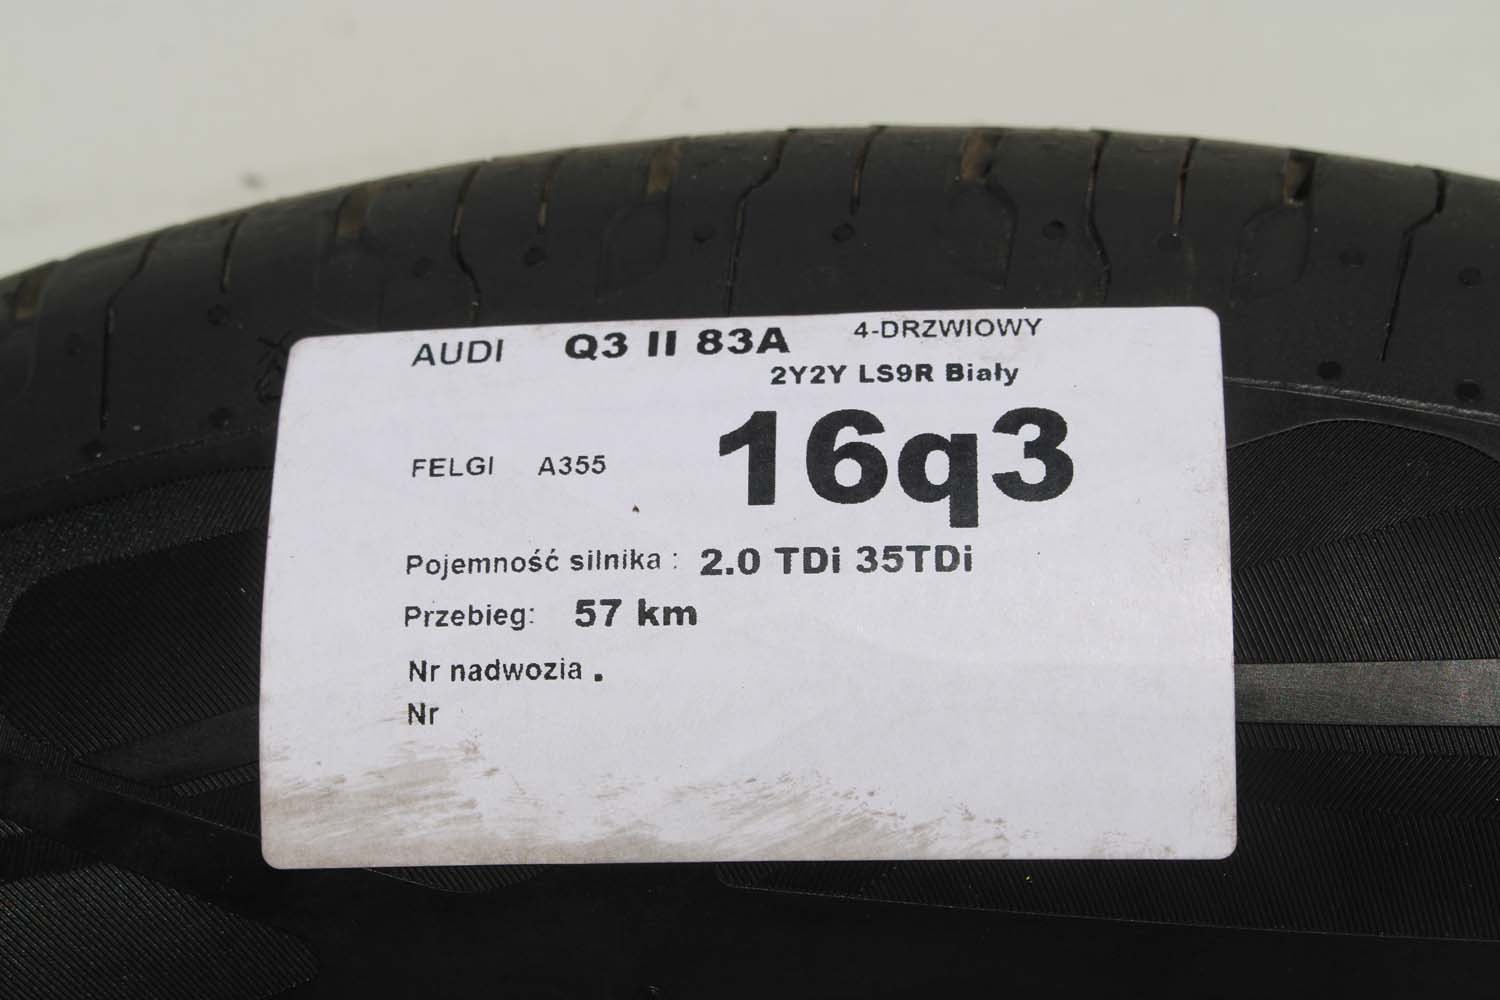 AUDI Q3 II 83A 4-DRZWIOWY
2Y2Y LS9R Biały
FELGI A355 16q3
Pojemność silnika : 2.0 TDi 35TDi
Przebieg: 57 km
Nr nadwozia .
Nr